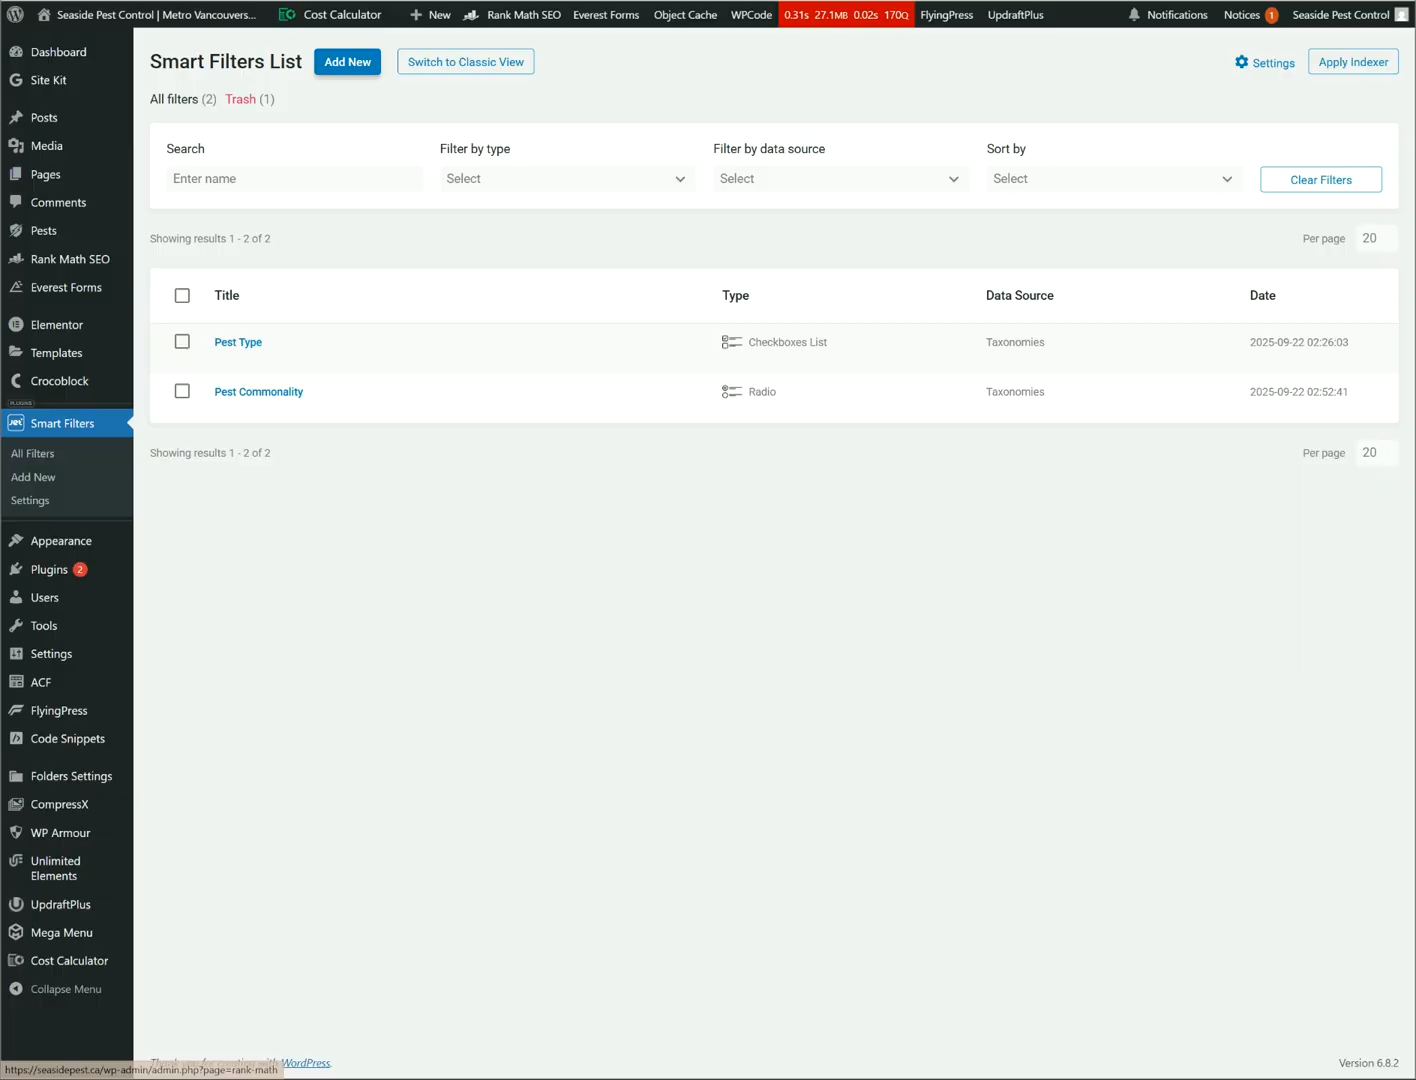 Seaside Pest Control | Metro Vancouvers... Cost Calculator New Rank Math SEO Everest Forms Object Cache WPCode 0.31s 27.1MB 0.02s 170Q FlyingPress UpdraftPlus Notifications Notices 1 Seaside Pest Control
Dashboard
Site Kit
Posts
Media
Pages
Comments
Pests
Rank Math SEO
Everest Forms
Elementor
Templates
Crocoblock
PLUGINS
Smart Filters
All Filters
Add New
Settings
Appearance
Plugins 2
Users
Tools
Settings
ACF
FlyingPress
Code Snippets
Folders Settings
CompressX
WP Armour
Unlimited
Elements
UpdraftPlus
Mega Menu
Cost Calculator
Collapse Menu
Smart Filters List Add New Switch to Classic View Settings Apply Indexer
All filters (2) Trash (1)
Search Filter by type Filter by data source Sort by
Enter name Select Select Select Clear Filters
Showing results 1 - 2 of 2 Per page 20
Title Type Data Source Date
Pest Type Checkboxes List Taxonomies 2025-09-22 02:26:03
Pest Commonality Radio Taxonomies 2025-09-22 02:52:41
Showing results 1 - 2 of 2 Per page 20
WordPress. Version 6.8.2
https://seasidepest.ca/wp-admin/admin.php?page=rank-math